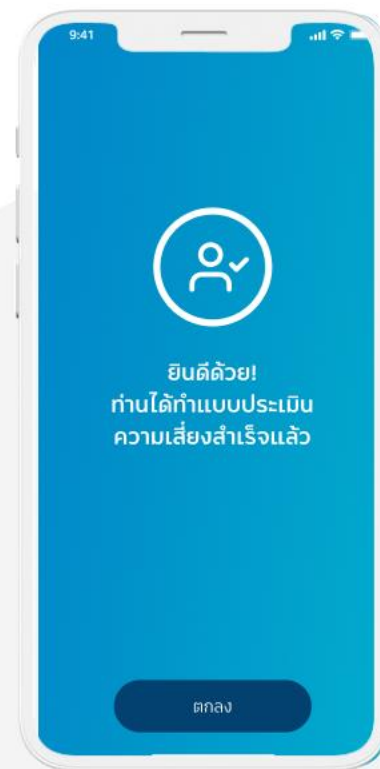 9:41
ยินดีด้วย!
ท่านได้ทำแบบประเมิน
ความเสี่ยงสำเร็จแล้ว
ตกลง